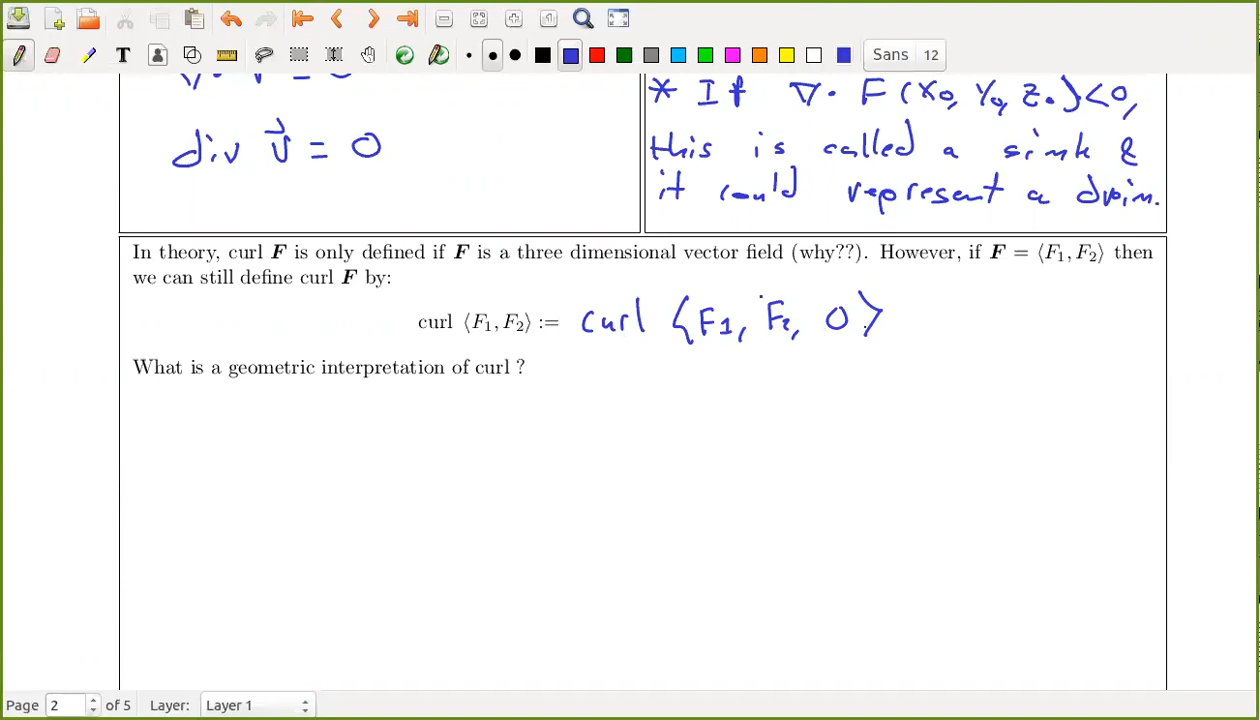 T
Sans 12
div v⃗ = 0
* If ∇· F(x0, y0, z0)<0,
this is called a sink &
it could represent a drain.
In theory, curl F is only defined if F is a three dimensional vector field (why??). However, if F = ⟨F₁, F₂⟩ then
we can still define curl F by:
curl ⟨F₁, F₂⟩ := curl ⟨F1, F2, 0⟩
What is a geometric interpretation of curl ?
Page 2 of 5 Layer: Layer 1